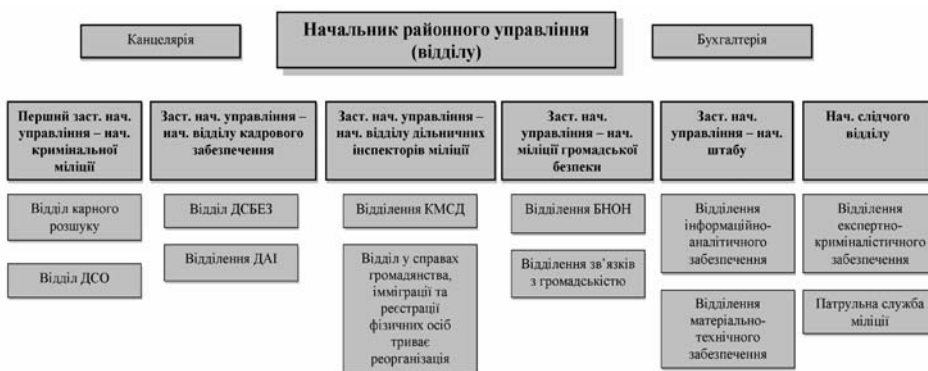 Канцелярія
Начальник районного управління
(відділу)
Бухгалтерія
Перший заст. нач.
управління – нач.
кримінальної
міліції
Заст. нач. управління –
нач. відділу кадрового
забезпечення
Заст. нач. управління –
нач. відділу дільничних
інспекторів міліції
Заст. нач.
управління – нач.
міліції громадської
безпеки
Заст. нач.
управління – нач.
штабу
Нач. слідчого
відділу
Відділ карного
розшуку
Відділ ДСО
Відділ ДСБЕЗ
Відділення ДАІ
Відділення КМСД
Відділ у справах
громадянства,
імміграції та
реєстрації
фізичних осіб
триває
реорганізація
Відділення БНОН
Відділення зв’язків
з громадськістю
Відділення
інформаційно-
аналітичного
забезпечення
Відділення
матеріально-
технічного
забезпечення
Відділення
експертно-
криміналістичного
забезпечення
Патрульна служба
міліції